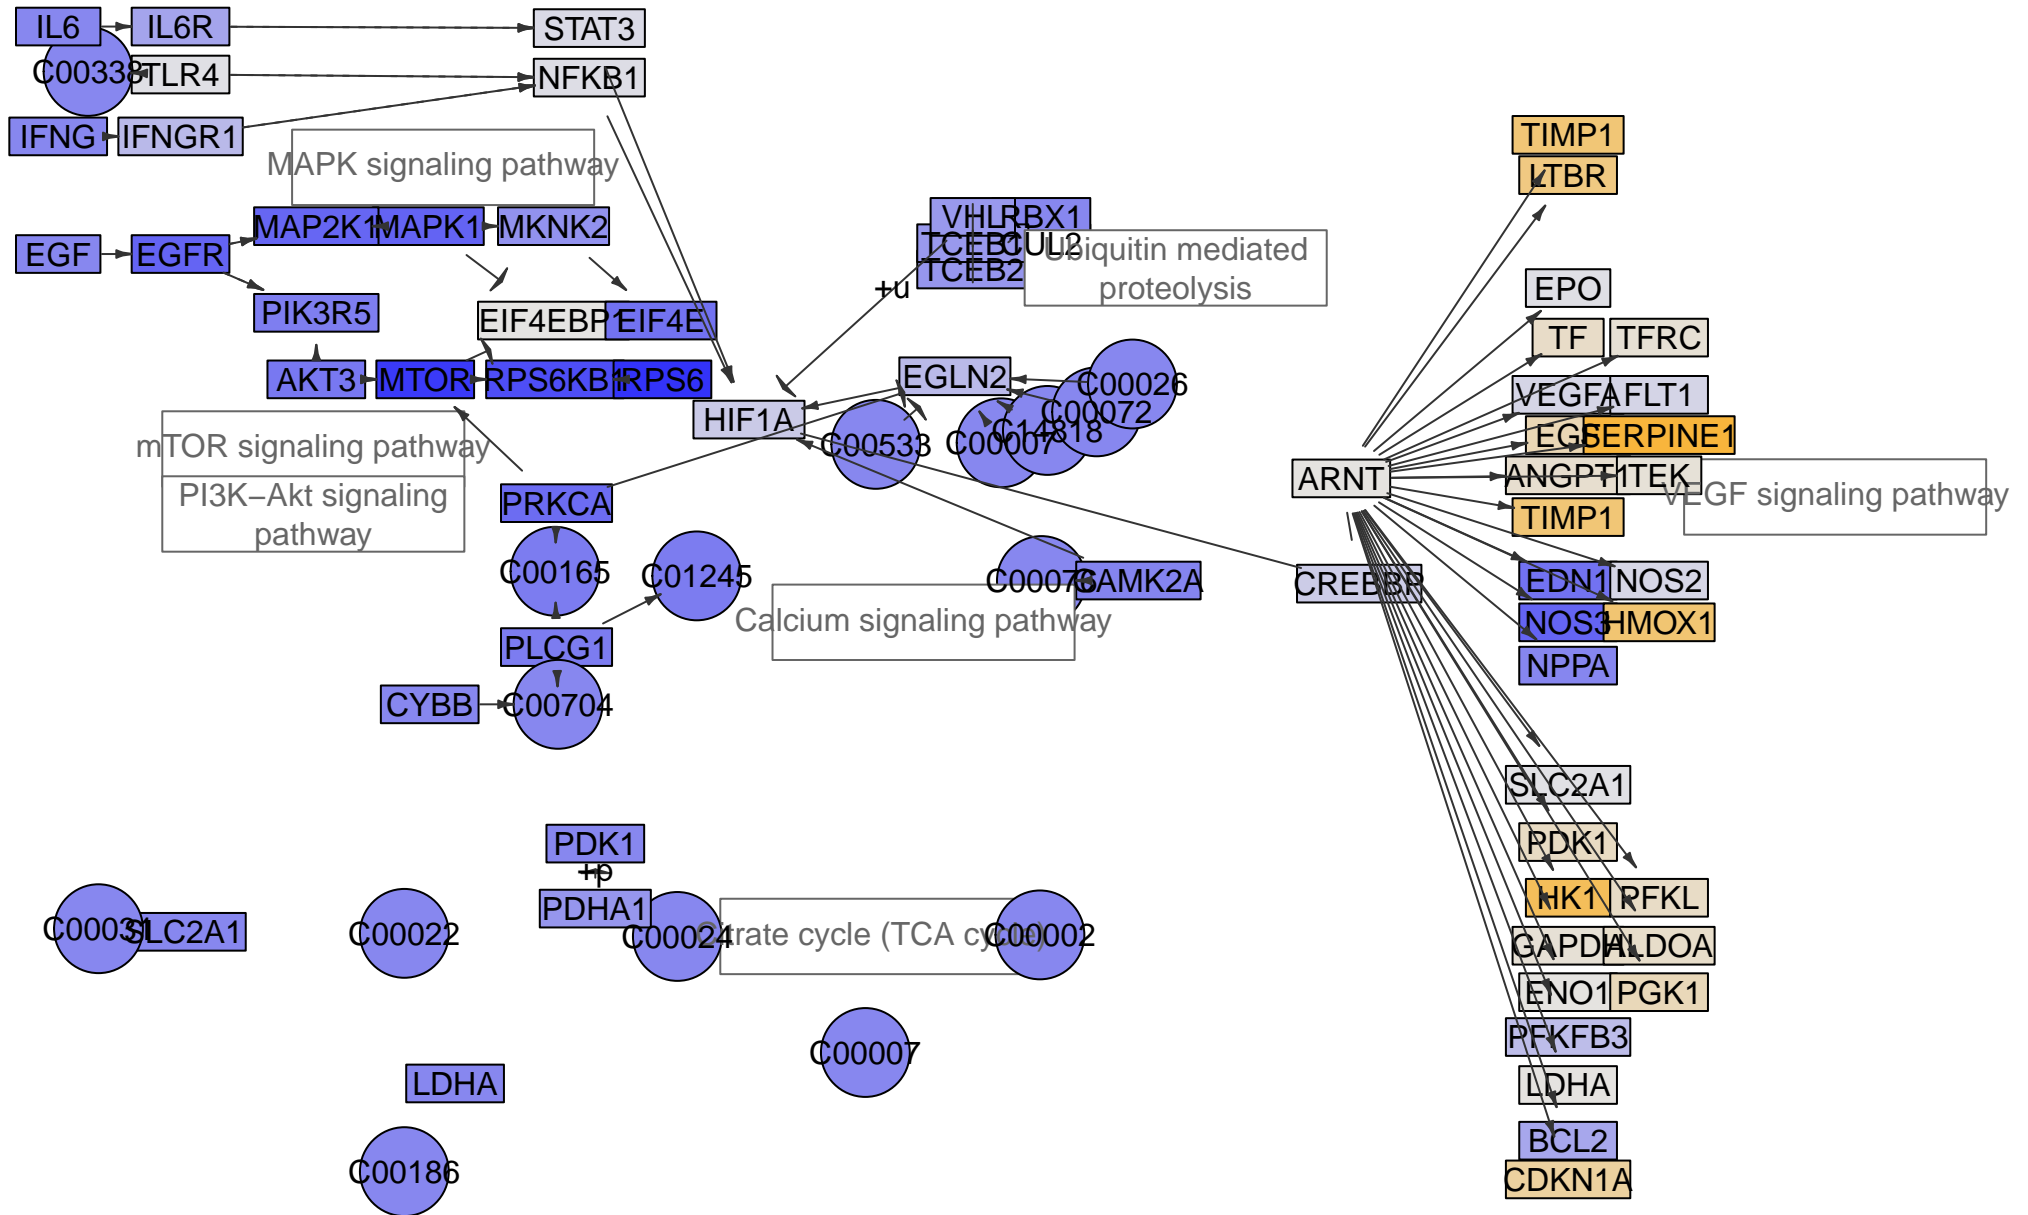 IL6
IL6R
STAT3
C00338
TLR4
NFKB1
IFNG
IFNGR1
TIMP1
MAPK signaling pathway
LTBR
MAP2K1
MAPK1
MKNK2
VHL
RBX1
EGF
EGFR
TCEB1
CUL2
Ubiquitin mediated
proteolysis
TCEB2
+u
EPO
PIK3R5
EIF4EBP1
EIF4E
TF
TFRC
AKT3
MTOR
RPS6KB1
RPS6
EGLN2
C00026
HIF1A
C00072
VEGFA
FLT1
mTOR signaling pathway
C00533
C00007
C14818
EGF
SERPINE1
PI3K−Akt signaling
pathway
PRKCA
ARNT
ANGPT1
TEK
VEGF signaling pathway
TIMP1
C00165
C01245
C00076
CAMK2A
CREBBP
EDN1
NOS2
Calcium signaling pathway
NOS3
HMOX1
PLCG1
NPPA
CYBB
C00704
SLC2A1
PDK1
+p
PDK1
PDHA1
HK1
PFKL
C00031
SLC2A1
C00022
C00024
Citrate cycle (TCA cycle)
C00002
GAPDH
ALDOA
ENO1
PGK1
C00007
PFKFB3
LDHA
LDHA
BCL2
C00186
CDKN1A